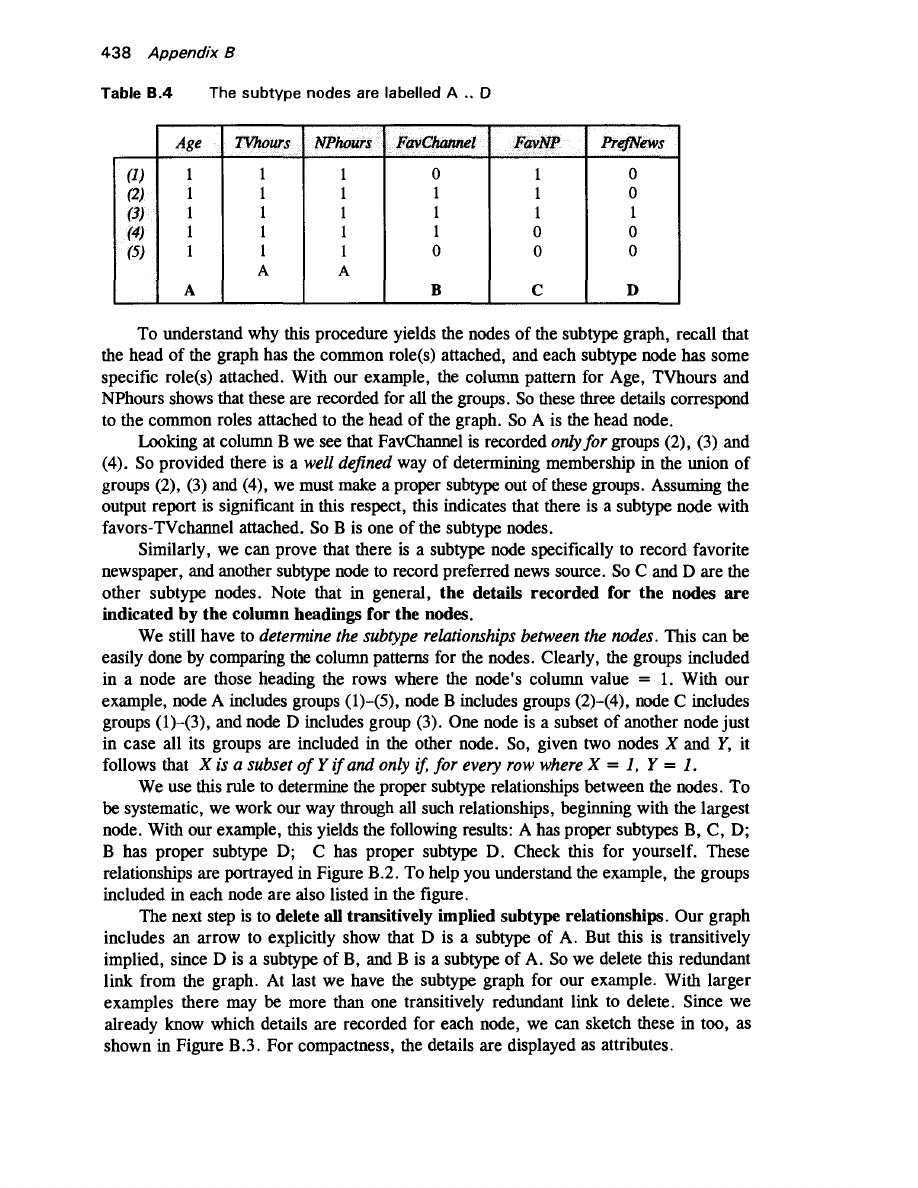 438 Appendix B
Table B.4 The subtype nodes are labelled A .. D
Age TVhours NPhours FavChannel FavNP PrefNews
(1) 1 1 1 0 1 0
(2) 1 1 1 1 1 0
(3) 1 1 1 1 1 1
(4) 1 1 1 1 0 0
(5) 1 1 1 0 0 0
A A
A B C D
To understand why this procedure yields the nodes of the subtype graph, recall that
the head of the graph has the common role(s) attached, and each subtype node has some
specific role(s) attached. With our example, the column pattern for Age, TVhours and
NPhours shows that these are recorded for all the groups. So these three details correspond
to the common roles attached to the head of the graph. So A is the head node.
Looking at column B we see that FavChannel is recorded only for groups (2), (3) and
(4). So provided there is a well defined way of determining membership in the union of
groups (2), (3) and (4), we must make a proper subtype out of these groups. Assuming the
output report is significant in this respect, this indicates that there is a subtype node with
favors-TVchannel attached. So B is one of the subtype nodes.
Similarly, we can prove that there is a subtype node specifically to record favorite
newspaper, and another subtype node to record preferred news source. So C and D are the
other subtype nodes. Note that in general, the details recorded for the nodes are
indicated by the column headings for the nodes.
We still have to determine the subtype relationships between the nodes. This can be
easily done by comparing the column patterns for the nodes. Clearly, the groups included
in a node are those heading the rows where the node's column value = 1. With our
example, node A includes groups (1)-(5), node B includes groups (2)-(4), node C includes
groups (1)-(3), and node D includes group (3). One node is a subset of another node just
in case all its groups are included in the other node. So, given two nodes X and Y, it
follows that X is a subset of Y if and only if, for every row where X = 1, Y = 1.
We use this rule to determine the proper subtype relationships between the nodes. To
be systematic, we work our way through all such relationships, beginning with the largest
node. With our example, this yields the following results: A has proper subtypes B, C, D;
B has proper subtype D; C has proper subtype D. Check this for yourself. These
relationships are portrayed in Figure B.2. To help you understand the example, the groups
included in each node are also listed in the figure.
The next step is to delete all transitively implied subtype relationships. Our graph
includes an arrow to explicitly show that D is a subtype of A. But this is transitively
implied, since D is a subtype of B, and B is a subtype of A. So we delete this redundant
link from the graph. At last we have the subtype graph for our example. With larger
examples there may be more than one transitively redundant link to delete. Since we
already know which details are recorded for each node, we can sketch these in too, as
shown in Figure B.3. For compactness, the details are displayed as attributes.